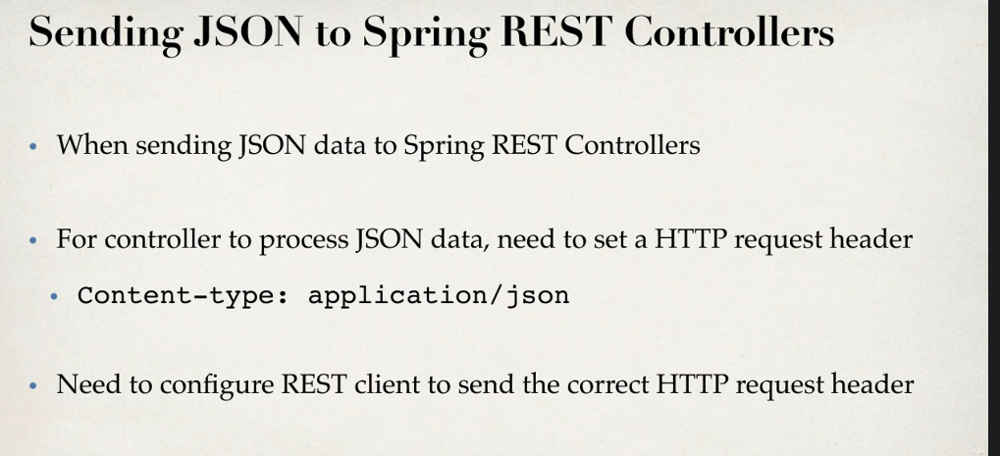 Sending JSON to Spring REST Controllers
• When sending JSON data to Spring REST Controllers
• For controller to process JSON data, need to set a HTTP request header
• Content-type: application/json
• Need to configure REST client to send the correct HTTP request header